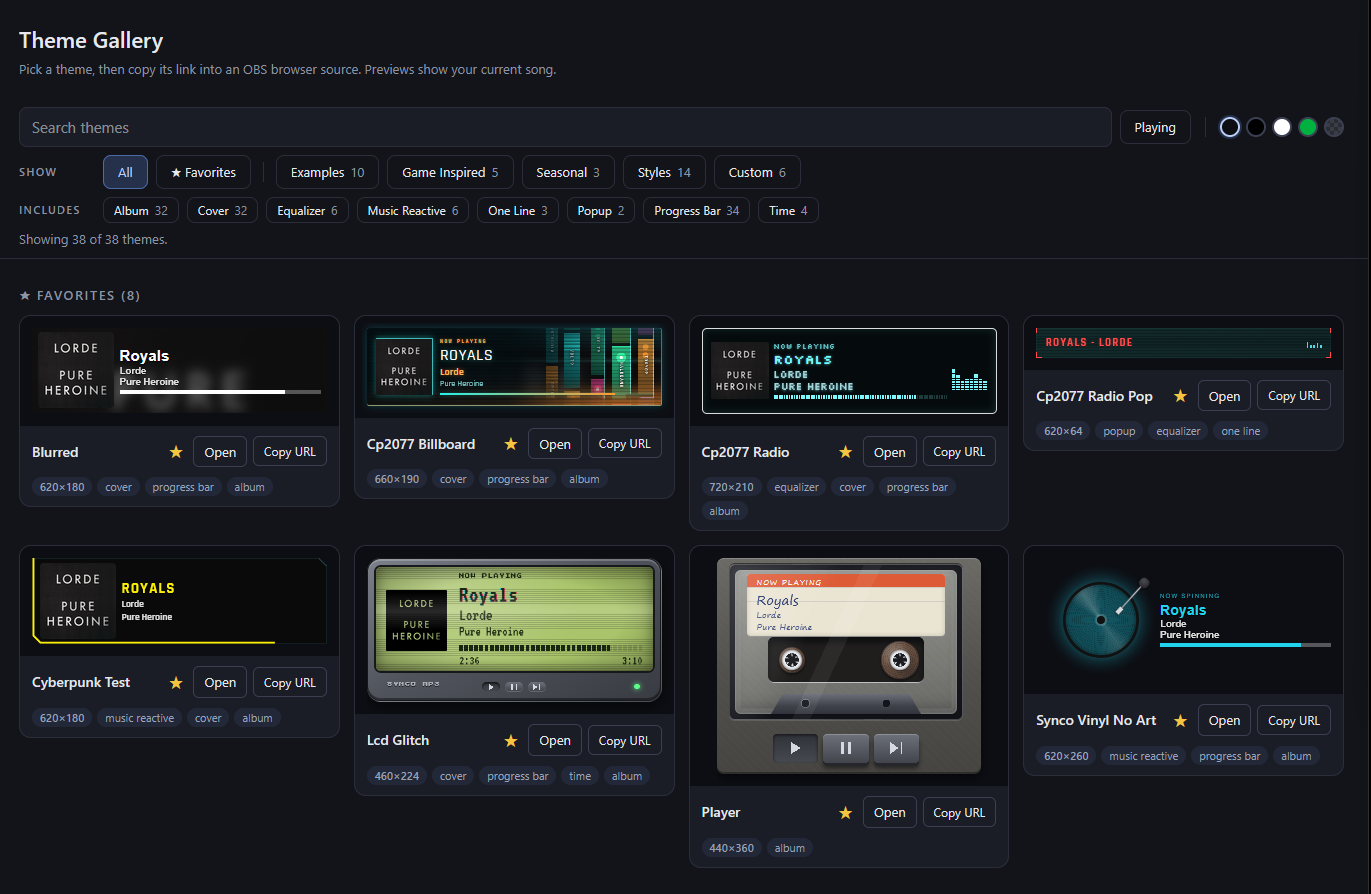 Theme Gallery
Pick a theme, then copy its link into an OBS browser source. Previews show your current song.
Search themes
Playing
SHOW
All
★ Favorites
Examples 10
Game Inspired 5
Seasonal 3
Styles 14
Custom 6
INCLUDES
Album 32
Cover 32
Equalizer 6
Music Reactive 6
One Line 3
Popup 2
Progress Bar 34
Time 4
Showing 38 of 38 themes.
★ FAVORITES (8)
LORDE
PURE
HEROINE
Royals
Lorde
Pure Heroine
Blurred
★
Open
Copy URL
620×180
cover
progress bar
album
LORDE
PURE
HEROINE
NOW PLAYING
ROYALS
Lorde
Pure Heroine
Cp2077 Billboard
★
Open
Copy URL
660×190
cover
progress bar
album
LORDE
PURE
HEROINE
NOW PLAYING
ROYALS
LORDE
PURE HEROINE
Cp2077 Radio
★
Open
Copy URL
720×210
equalizer
cover
progress bar
album
ROYALS - LORDE
Cp2077 Radio Pop
★
Open
Copy URL
620×64
popup
equalizer
one line
LORDE
PURE
HEROINE
ROYALS
Lorde
Pure Heroine
Cyberpunk Test
★
Open
Copy URL
620×180
music reactive
cover
album
NOW PLAYING
LORDE
PURE
HEROINE
Royals
Lorde
Pure Heroine
2:36
3:10
SYNCO MP3
Lcd Glitch
★
Open
Copy URL
460×224
cover
progress bar
time
album
NOW PLAYING
Royals
Lorde
Pure Heroine
Player
★
Open
Copy URL
440×360
album
NOW SPINNING
Royals
Lorde
Pure Heroine
Synco Vinyl No Art
★
Open
Copy URL
620×260
music reactive
progress bar
album